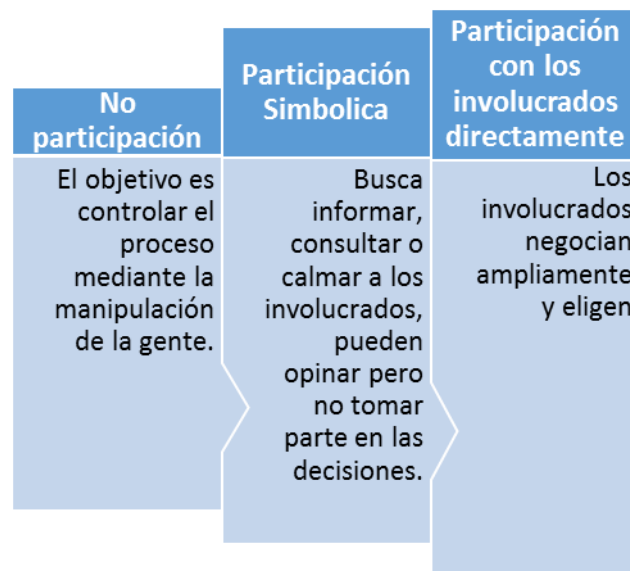 No
participación
El objetivo es
controlar el
proceso
mediante la
manipulación
de la gente.
Participación
Simbolica
Busca
informar,
consultar o
calmar a los
involucrados,
pueden
opinar pero
no tomar
parte en las
decisiones.
Participación
con los
involucrados
directamente
Los
involucrados
negocian
ampliamente
y eligen